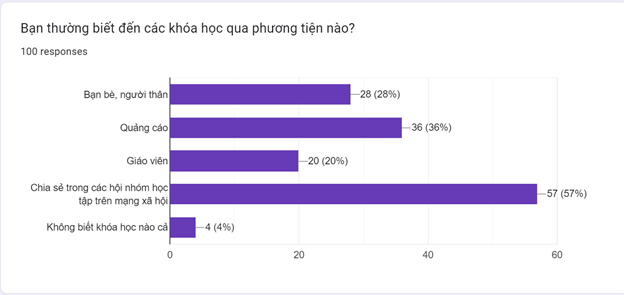 Bạn thường biết đến các khóa học qua phương tiện nào?
100 responses
Bạn bè, người thân
28 (28%)
Quảng cáo
36 (36%)
Giáo viên
20 (20%)
Chia sẻ trong các hội nhóm học
tập trên mạng xã hội
57 (57%)
Không biết khóa học nào cả
4 (4%)
0
20
40
60